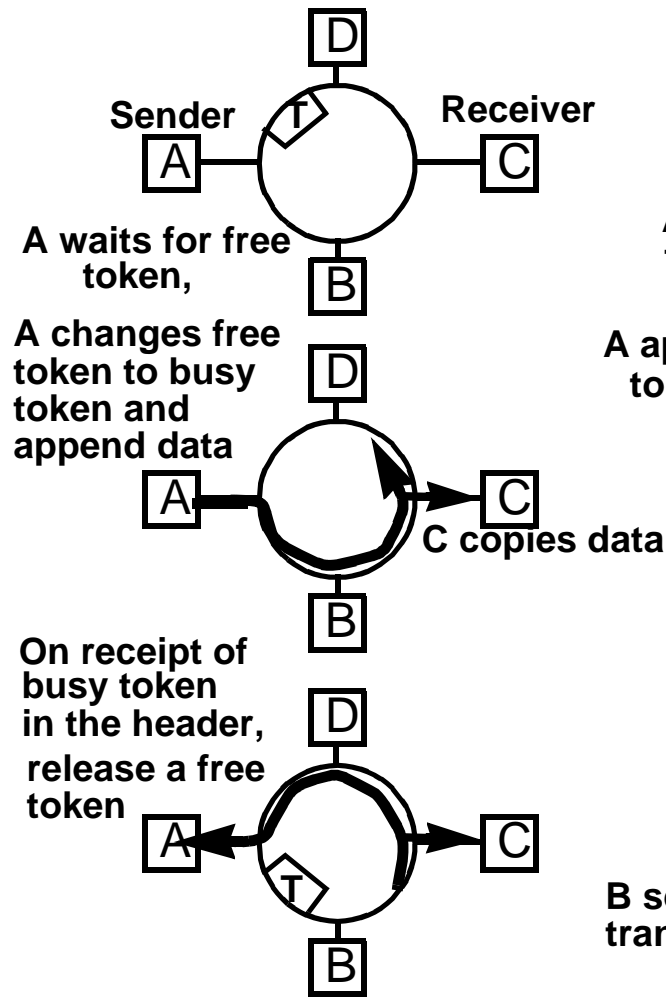 D
T
Sender
Receiver
A
C
A waits for free
token,
B
A changes free
token to busy
token and
append data
D
A
C
C copies data
B
On receipt of
busy token
in the header,
release a free
token
D
A
C
T
B
A
A
to
B